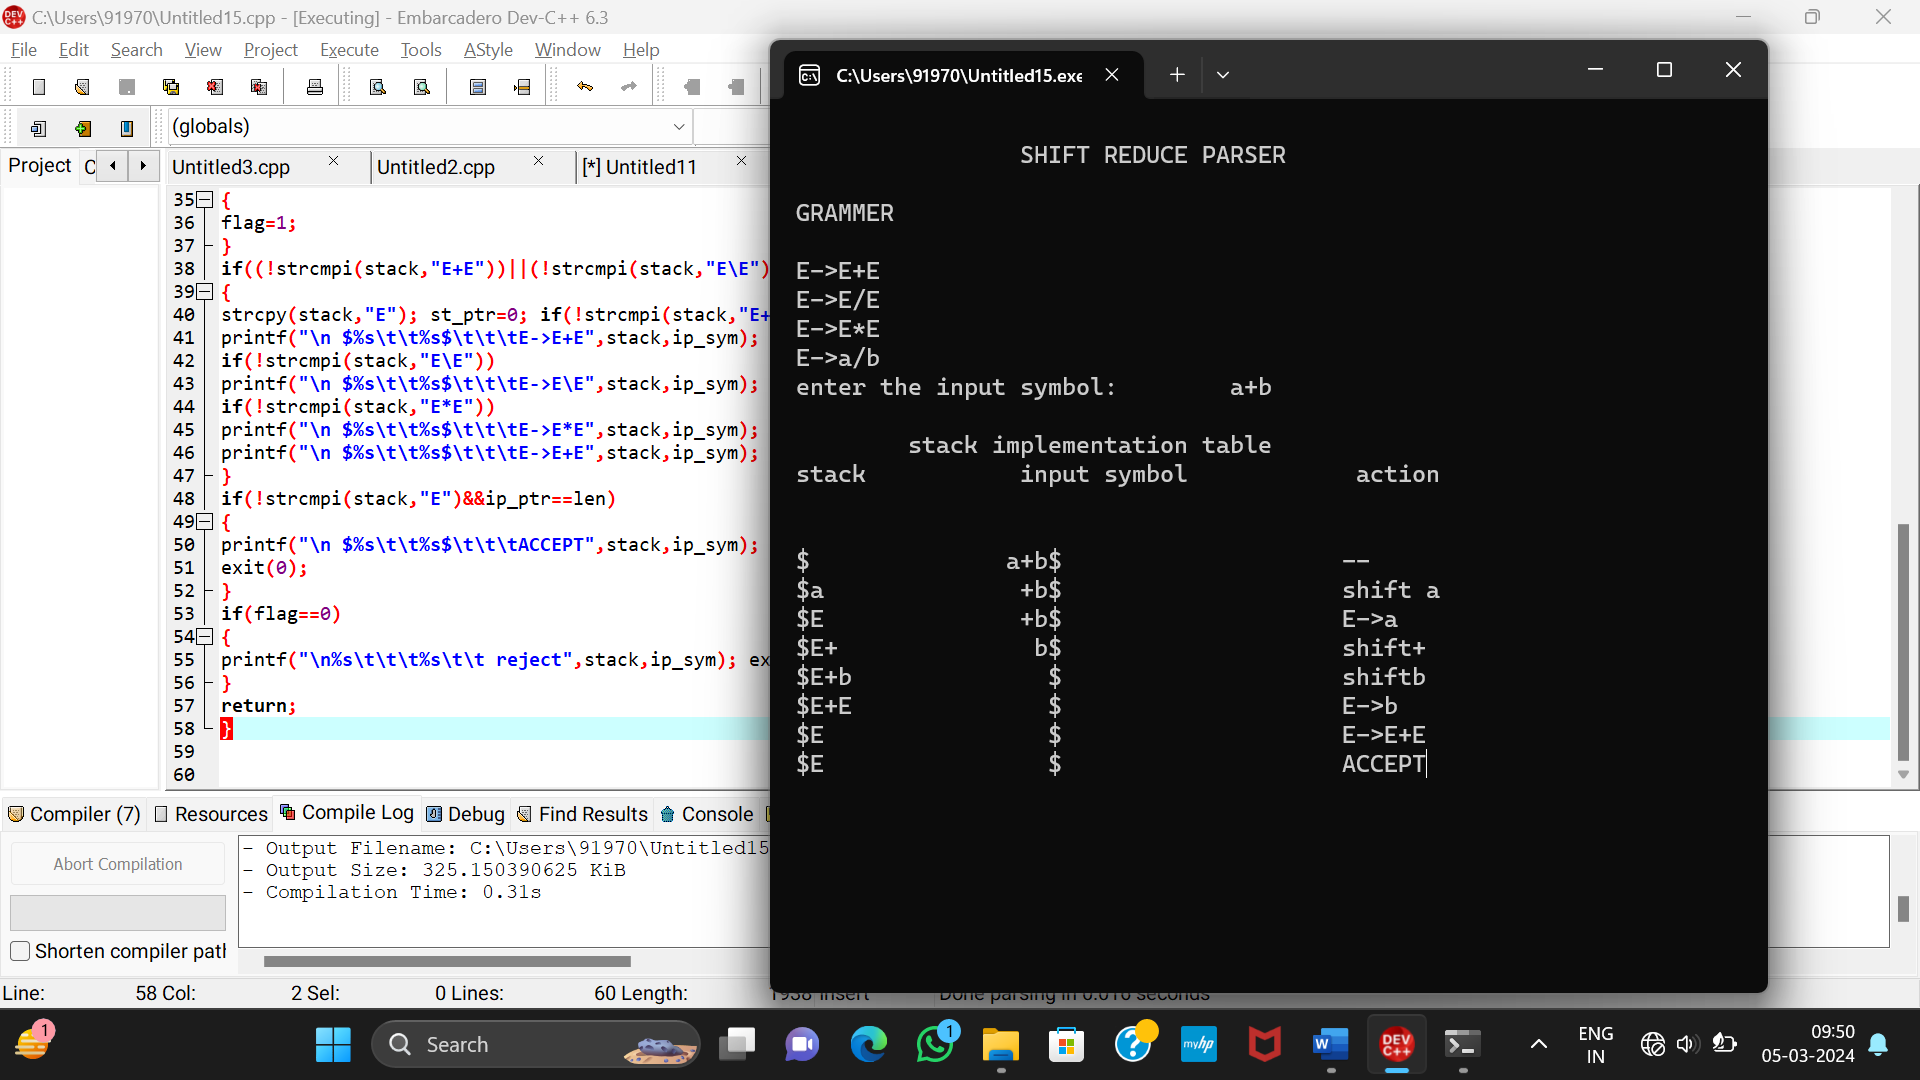 C:\Users\91970\Untitled15.cpp - [Executing] - Embarcadero Dev-C++ 6.3
File Edit Search View Project Execute Tools AStyle Window Help
(globals)
Project C Untitled3.cpp Untitled2.cpp [*] Untitled11
35 {
36 flag=1;
37 }
38 if((!strcmpi(stack,"E+E"))||(!strcmpi(stack,"E\E")
39 {
40 strcpy(stack,"E"); st_ptr=0; if(!strcmpi(stack,"E+
41 printf("\n $%s\t\t%s$\t\t\tE->E+E",stack,ip_sym);
42 if(!strcmpi(stack,"E\E"))
43 printf("\n $%s\t\t%s$\t\t\tE->E\E",stack,ip_sym);
44 if(!strcmpi(stack,"E*E"))
45 printf("\n $%s\t\t%s$\t\t\tE->E*E",stack,ip_sym);
46 printf("\n $%s\t\t%s$\t\t\tE->E+E",stack,ip_sym);
47 }
48 if(!strcmpi(stack,"E")&&ip_ptr==len)
49 {
50 printf("\n $%s\t\t%s$\t\t\tACCEPT",stack,ip_sym);
51 exit(0);
52 }
53 if(flag==0)
54 {
55 printf("\n%s\t\t\t%s\t\t reject",stack,ip_sym); ex
56 }
57 return;
58 }
59
60
Compiler (7) Resources Compile Log Debug Find Results Console
Abort Compilation
Shorten compiler path
- Output Filename: C:\Users\91970\Untitled15
- Output Size: 325.150390625 KiB
- Compilation Time: 0.31s
Line: 58 Col: 2 Sel: 0 Lines: 60 Length: 1938 Insert Done parsing in 0.016 seconds
C:\Users\91970\Untitled15.exe
SHIFT REDUCE PARSER
GRAMMER
E->E+E
E->E/E
E->E*E
E->a/b
enter the input symbol: a+b
stack implementation table
stack input symbol action
$ a+b$ --
$a +b$ shift a
$E +b$ E->a
$E+ b$ shift+
$E+b $ shiftb
$E+E $ E->b
$E $ E->E+E
$E $ ACCEPT
1 Search 1 myhp W DEV C++ ENG IN 09:50 05-03-2024